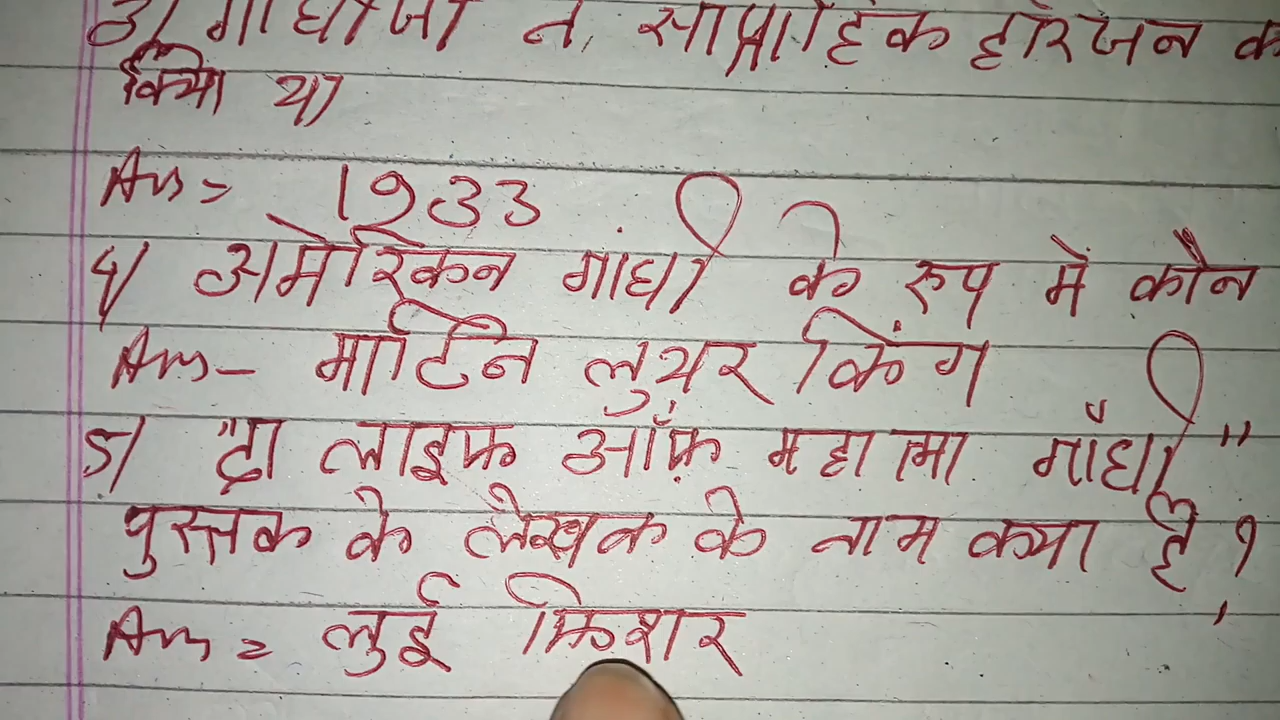 3) गाधीजी ने, साप्ताहिक हरिजन
किया था
Ans = 1933
4) अमेरिकन गांधी के रूप में कौन
Ans - मार्टिन लुथर किंग
5) "द्रा लाइफ ऑफ़ महात्मा गाँधी"
पुस्तक के लेखक के नाम क्या है ?
Ans = लुई फिशर